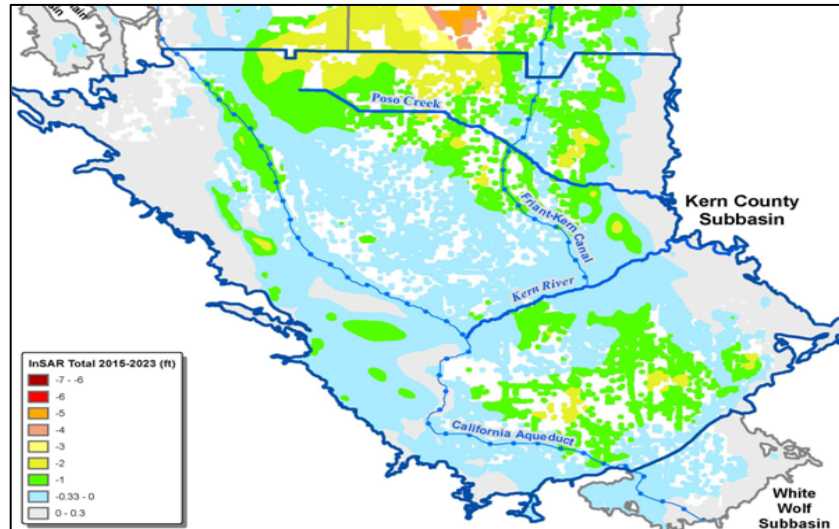 Poso Creek
Friant-Kern Canal
Kern County
Subbasin
Kern River
California Aqueduct
White
Wolf
Subbasin
InSAR Total 2015-2023 (ft)
-7 - -6
-6
-5
-4
-3
-2
-1
-0.33 - 0
0 - 0.3